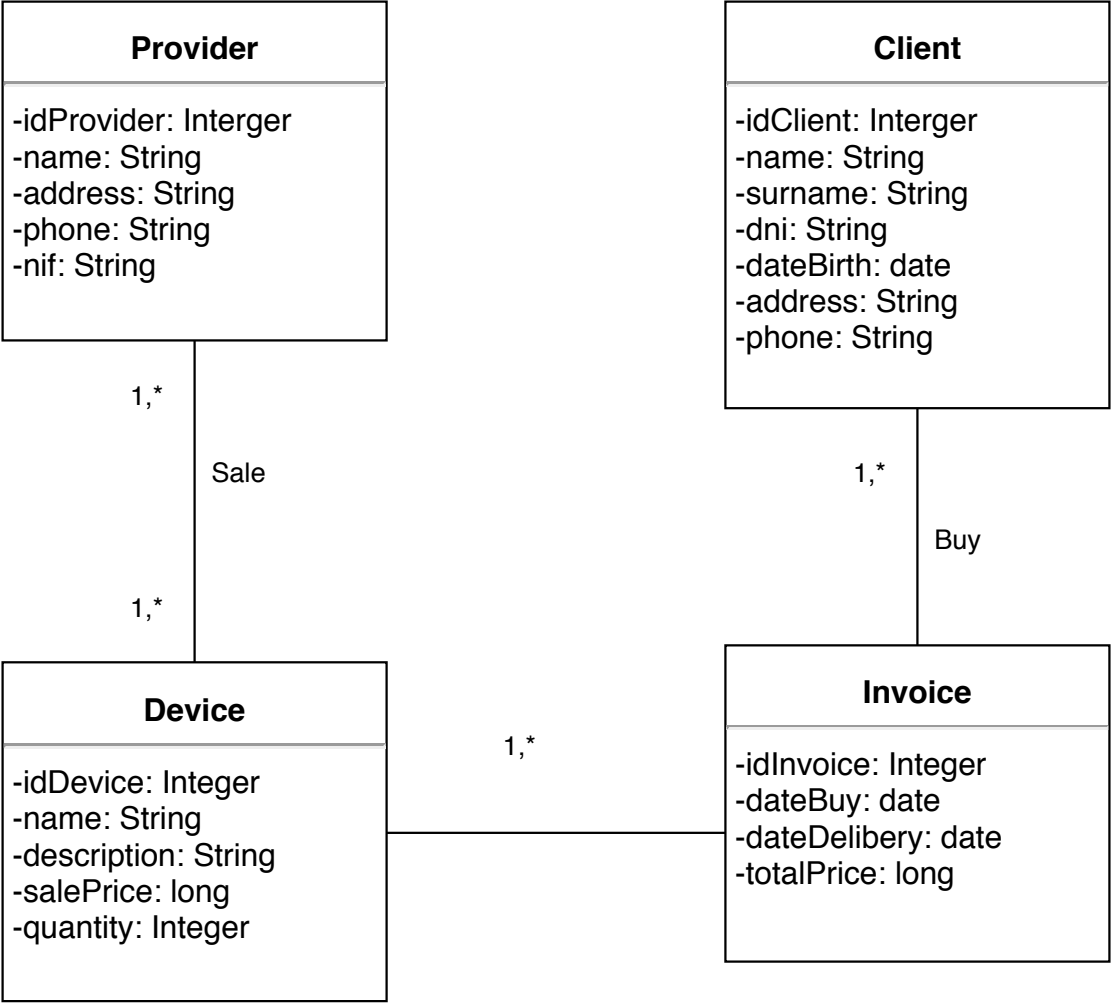 Provider
-idProvider: Interger
-name: String
-address: String
-phone: String
-nif: String
Client
-idClient: Interger
-name: String
-surname: String
-dni: String
-dateBirth: date
-address: String
-phone: String
1,*
Sale
1,*
1,*
Buy
Device
-idDevice: Integer
-name: String
-description: String
-salePrice: long
-quantity: Integer
1,*
Invoice
-idInvoice: Integer
-dateBuy: date
-dateDelibery: date
-totalPrice: long